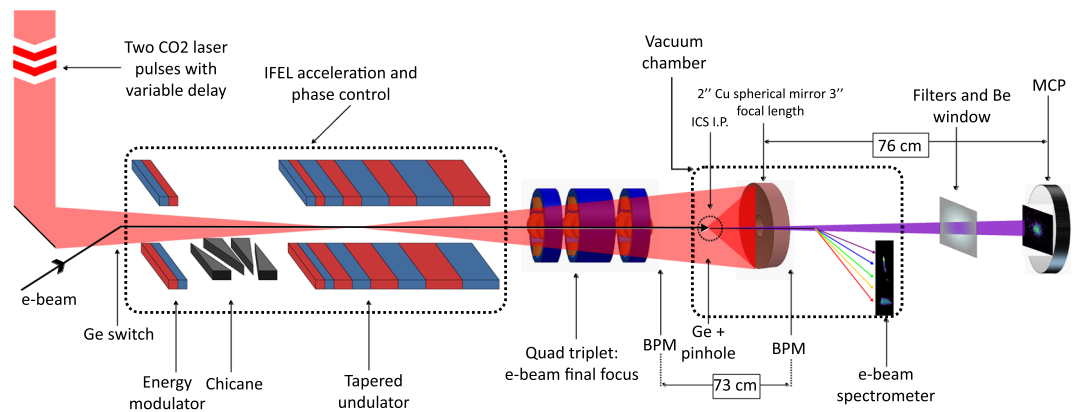 Two CO2 laser
pulses with
variable delay
IFEL acceleration and
phase control
Vacuum
chamber
2’’ Cu spherical mirror 3’’
focal length
ICS I.P.
Filters and Be
window
MCP
76 cm
e-beam
Ge switch
Energy
modulator
Chicane
Tapered
undulator
Quad triplet:
e-beam final focus
BPM
Ge +
pinhole
BPM
73 cm
e-beam
spectrometer